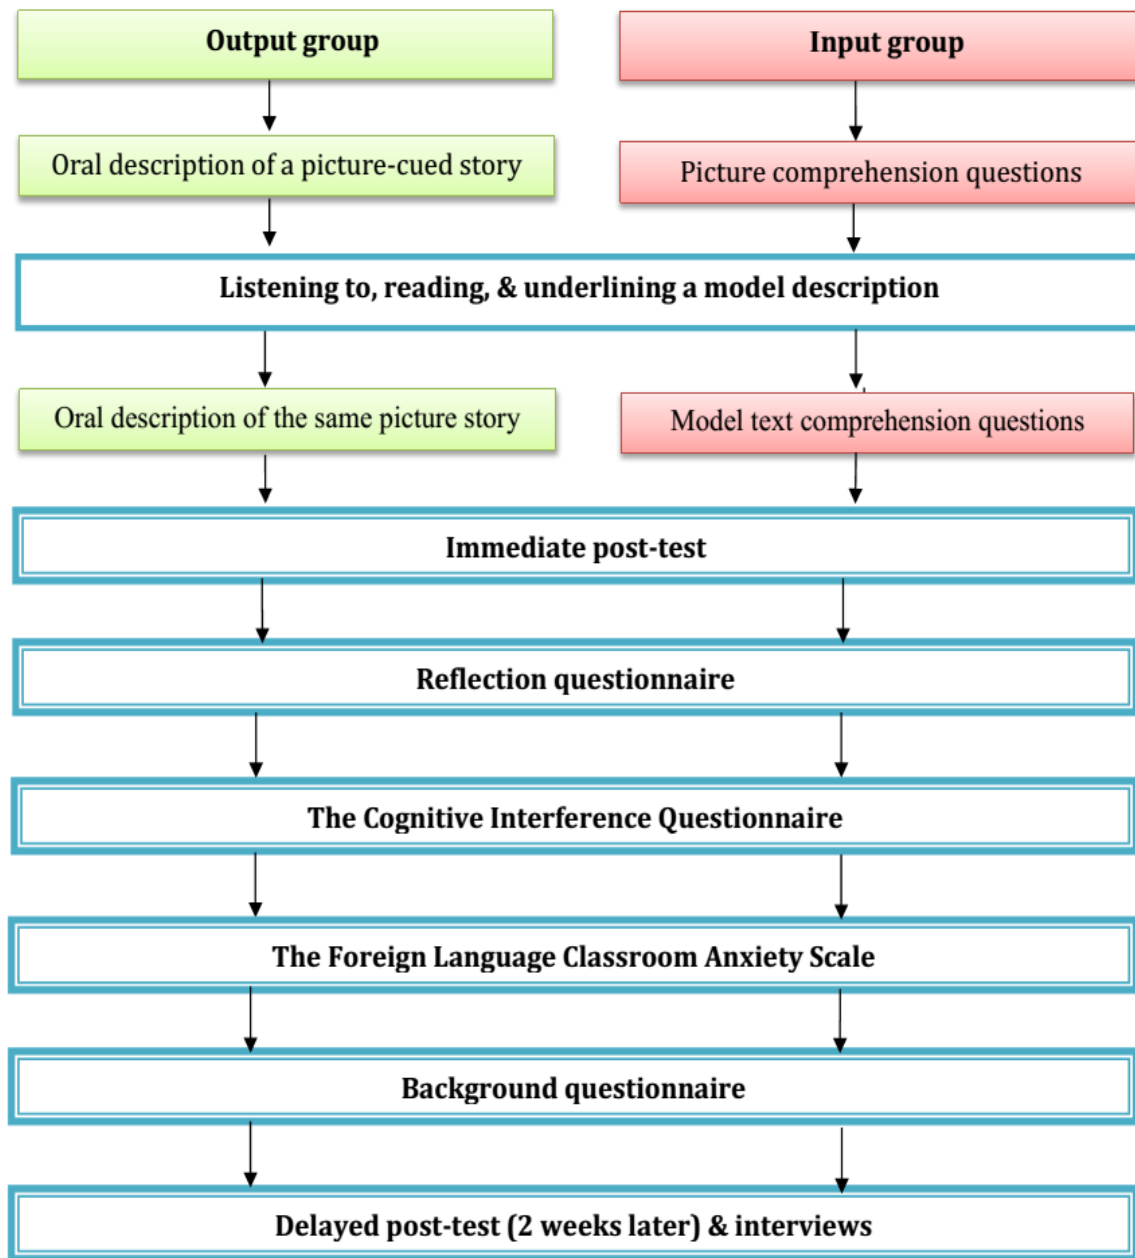 Output group
Input group
Oral description of a picture-cued story
Picture comprehension questions
Listening to, reading, & underlining a model description
Oral description of the same picture story
Model text comprehension questions
Immediate post-test
Reflection questionnaire
The Cognitive Interference Questionnaire
The Foreign Language Classroom Anxiety Scale
Background questionnaire
Delayed post-test (2 weeks later) & interviews